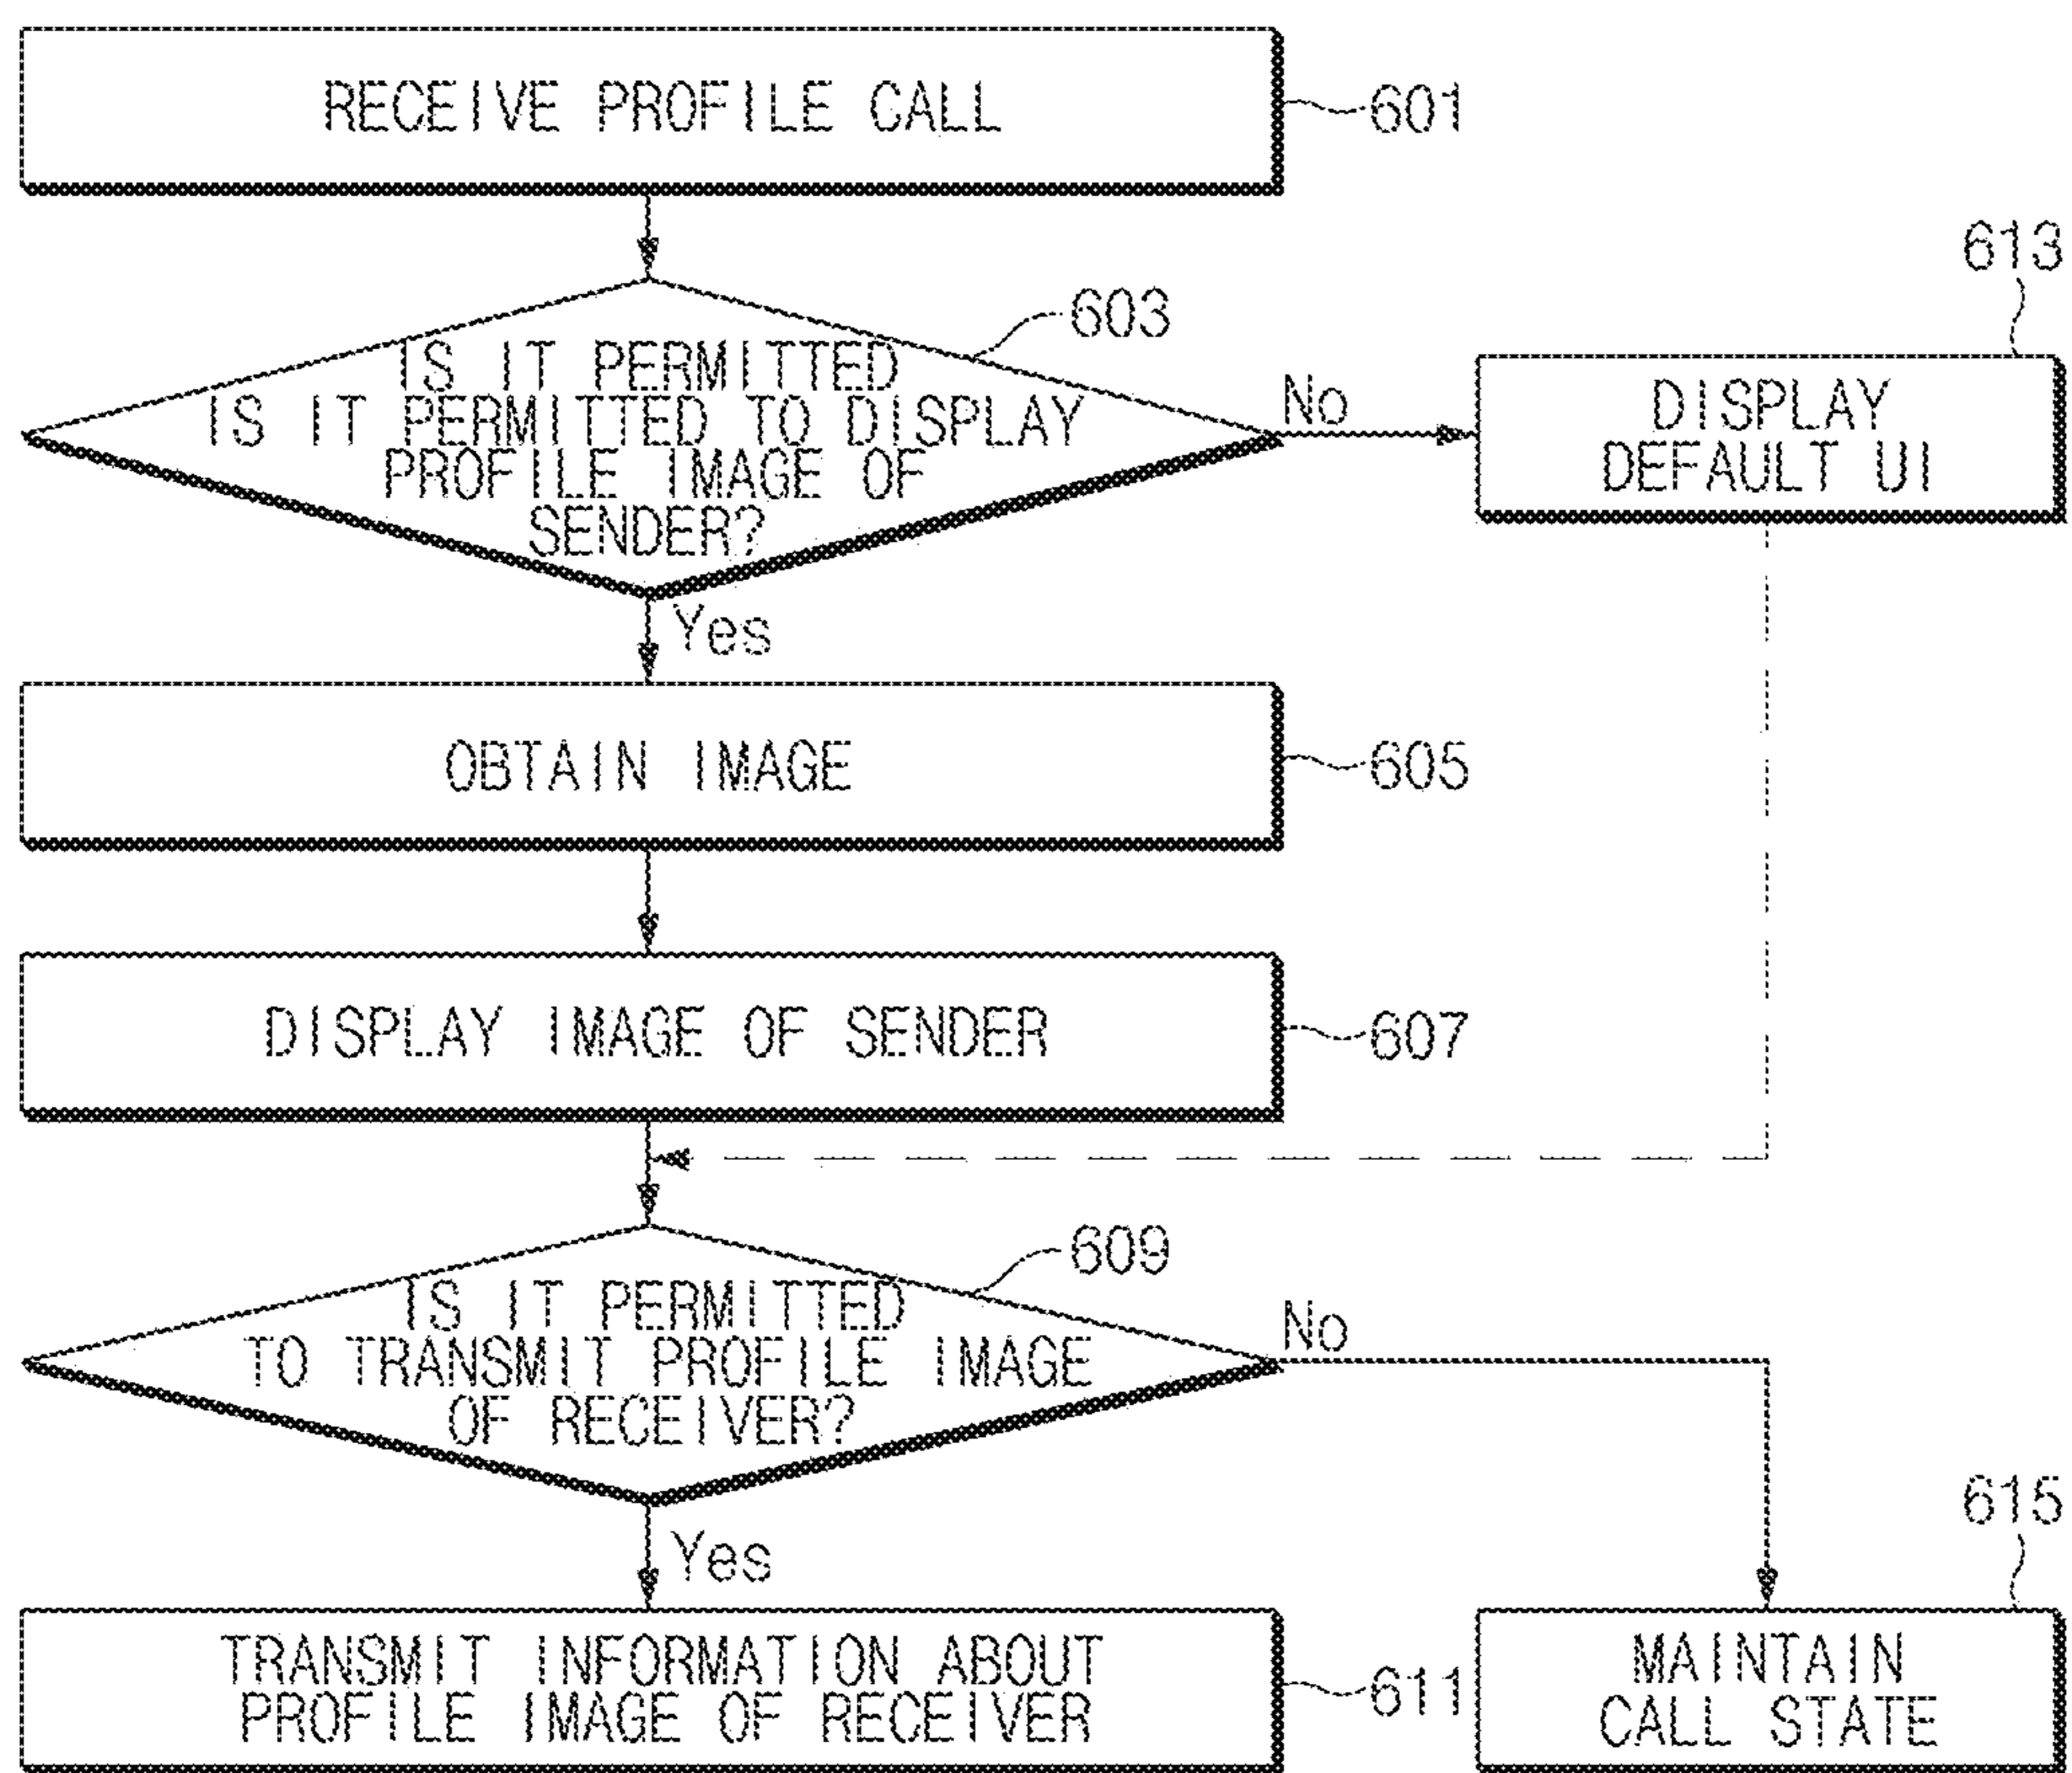 RECEIVE PROFILE CALL
601
613
603
IS IT PERMITTED
IS IT PERMITTED TO DISPLAY
PROFILE IMAGE OF
SENDER?
No
DISPLAY
DEFAULT UI
Yes
OBTAIN IMAGE
605
DISPLAY IMAGE OF SENDER
607
609
IS IT PERMITTED
TO TRANSMIT PROFILE IMAGE
OF RECEIVER?
No
615
Yes
TRANSMIT INFORMATION ABOUT
PROFILE IMAGE OF RECEIVER
611
MAINTAIN
CALL STATE